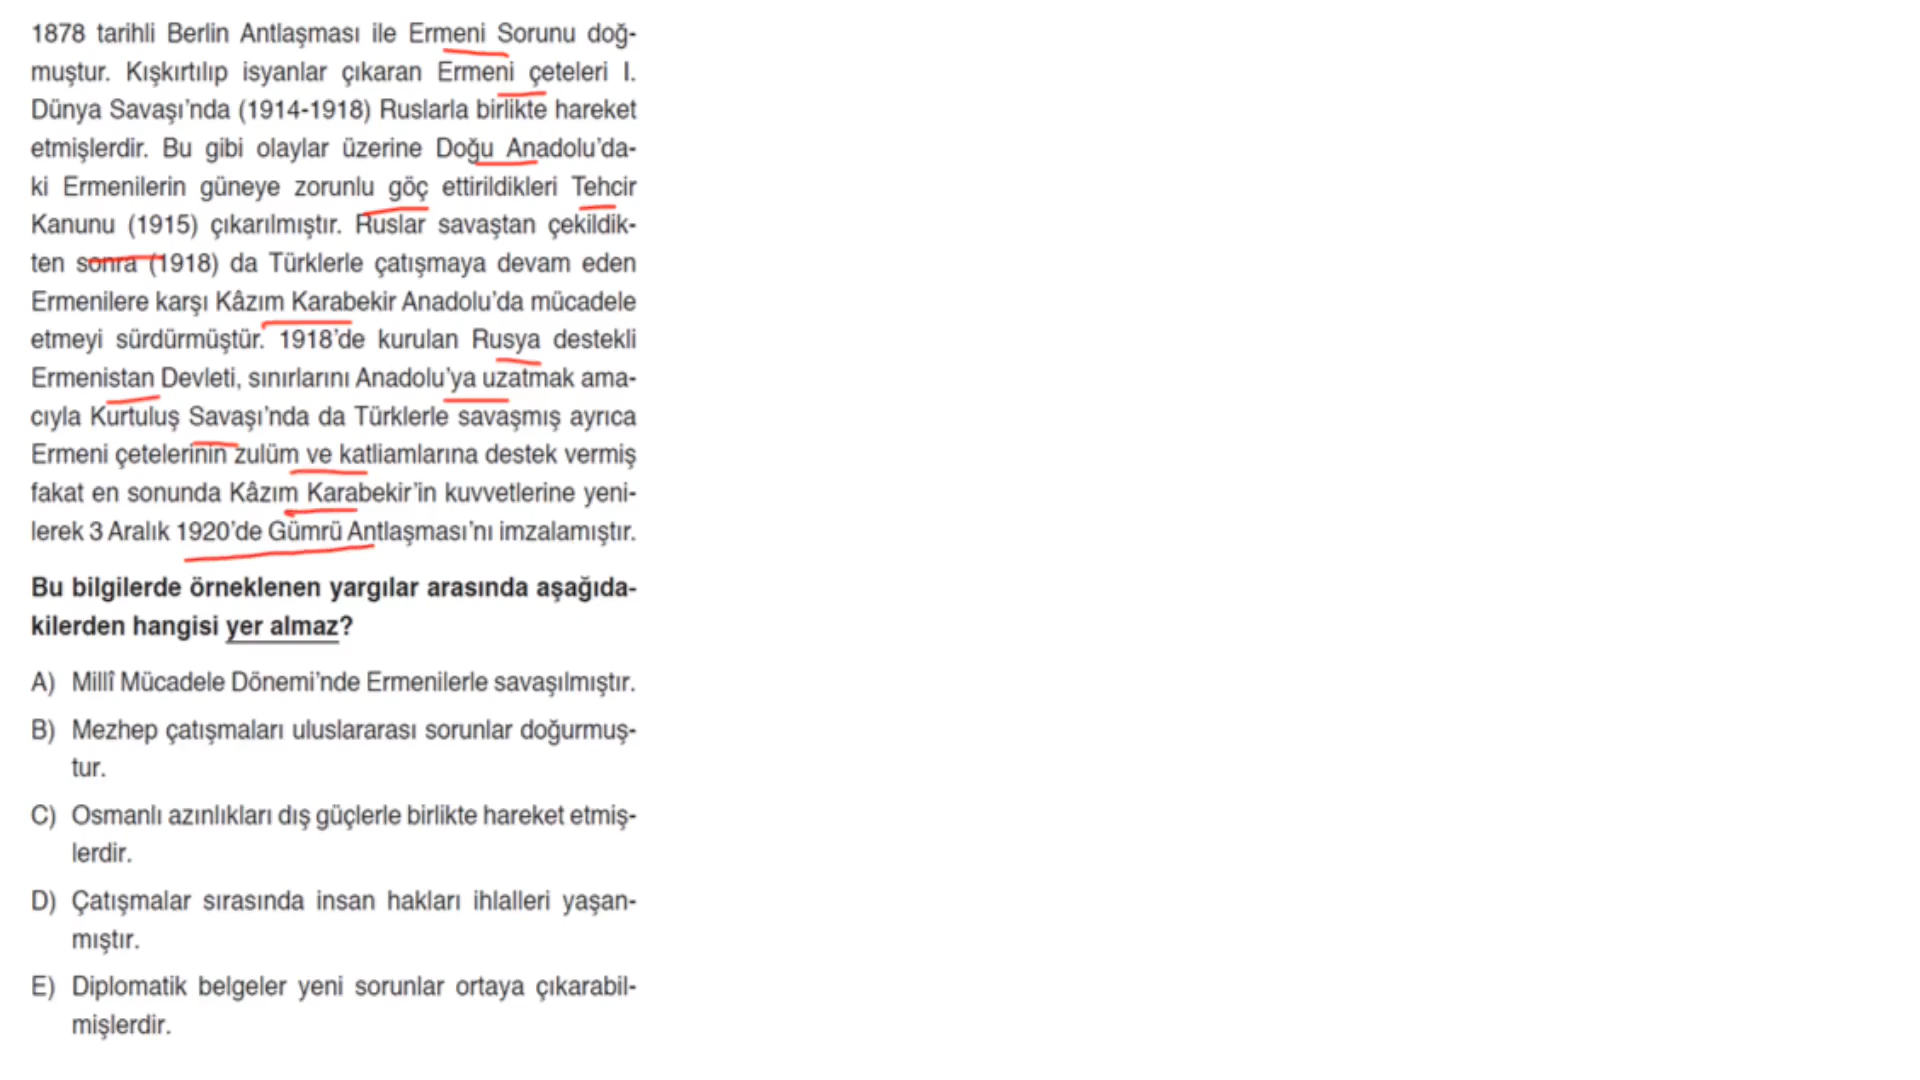 1878 tarihli Berlin Antlaşması ile Ermeni Sorunu doğ-
muştur. Kışkırtılıp isyanlar çıkaran Ermeni çeteleri I.
Dünya Savaşı'nda (1914-1918) Ruslarla birlikte hareket
etmişlerdir. Bu gibi olaylar üzerine Doğu Anadolu'da-
ki Ermenilerin güneye zorunlu göç ettirildikleri Tehcir
Kanunu (1915) çıkarılmıştır. Ruslar savaştan çekildik-
ten sonra (1918) da Türklerle çatışmaya devam eden
Ermenilere karşı Kâzım Karabekir Anadolu'da mücadele
etmeyi sürdürmüştür. 1918'de kurulan Rusya destekli
Ermenistan Devleti, sınırlarını Anadolu'ya uzatmak ama-
cıyla Kurtuluş Savaşı'nda da Türklerle savaşmış ayrıca
Ermeni çetelerinin zulüm ve katliamlarına destek vermiş
fakat en sonunda Kâzım Karabekir'in kuvvetlerine yeni-
lerek 3 Aralık 1920'de Gümrü Antlaşması'nı imzalamıştır.
Bu bilgilerde örneklenen yargılar arasında aşağıda-
kilerden hangisi yer almaz?
A) Millî Mücadele Dönemi'nde Ermenilerle savaşılmıştır.
B) Mezhep çatışmaları uluslararası sorunlar doğurmuş-
tur.
C) Osmanlı azınlıkları dış güçlerle birlikte hareket etmiş-
lerdir.
D) Çatışmalar sırasında insan hakları ihlalleri yaşan-
mıştır.
E) Diplomatik belgeler yeni sorunlar ortaya çıkarabil-
mişlerdir.